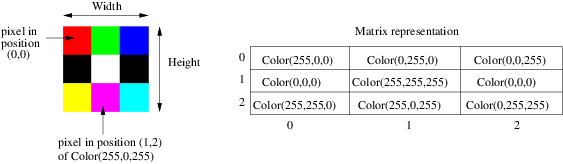 Width
pixel in
position
(0,0)
Height
pixel in position (1,2)
of Color(255,0,255)
Matrix representation
0 Color(255,0,0) Color(0,255,0) Color(0,0,255)
1 Color(0,0,0) Color(255,255,255) Color(0,0,0)
2 Color(255,255,0) Color(255,0,255) Color(0,255,255)
0 1 2